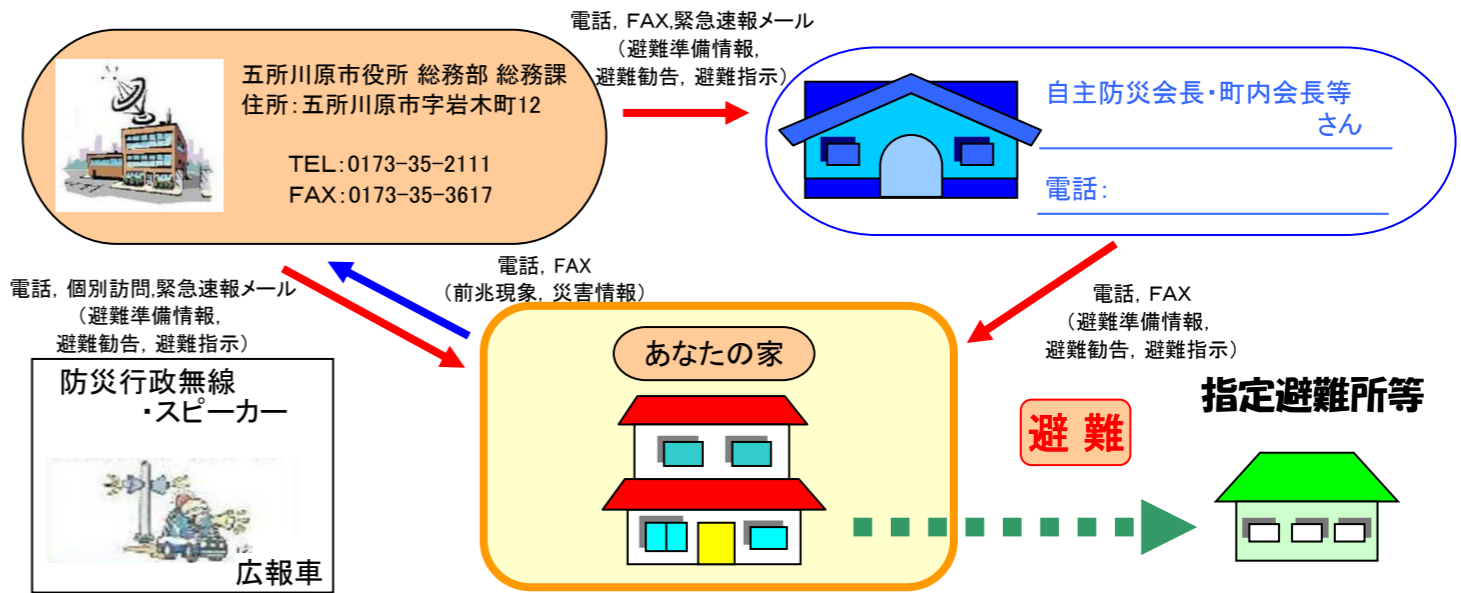 電話, FAX,緊急速報メール
（避難準備情報,
避難勧告, 避難指示）
五所川原市役所 総務部 総務課
住所：五所川原市字岩木町12
TEL：0173-35-2111
FAX：0173-35-3617
自主防災会長・町内会長等
さん
電話：
電話, 個別訪問,緊急速報メール
（避難準備情報,
避難勧告, 避難指示）
電話, FAX
（前兆現象, 災害情報）
電話, FAX
（避難準備情報,
避難勧告, 避難指示）
防災行政無線
・スピーカー
広報車
あなたの家
避 難
指定避難所等